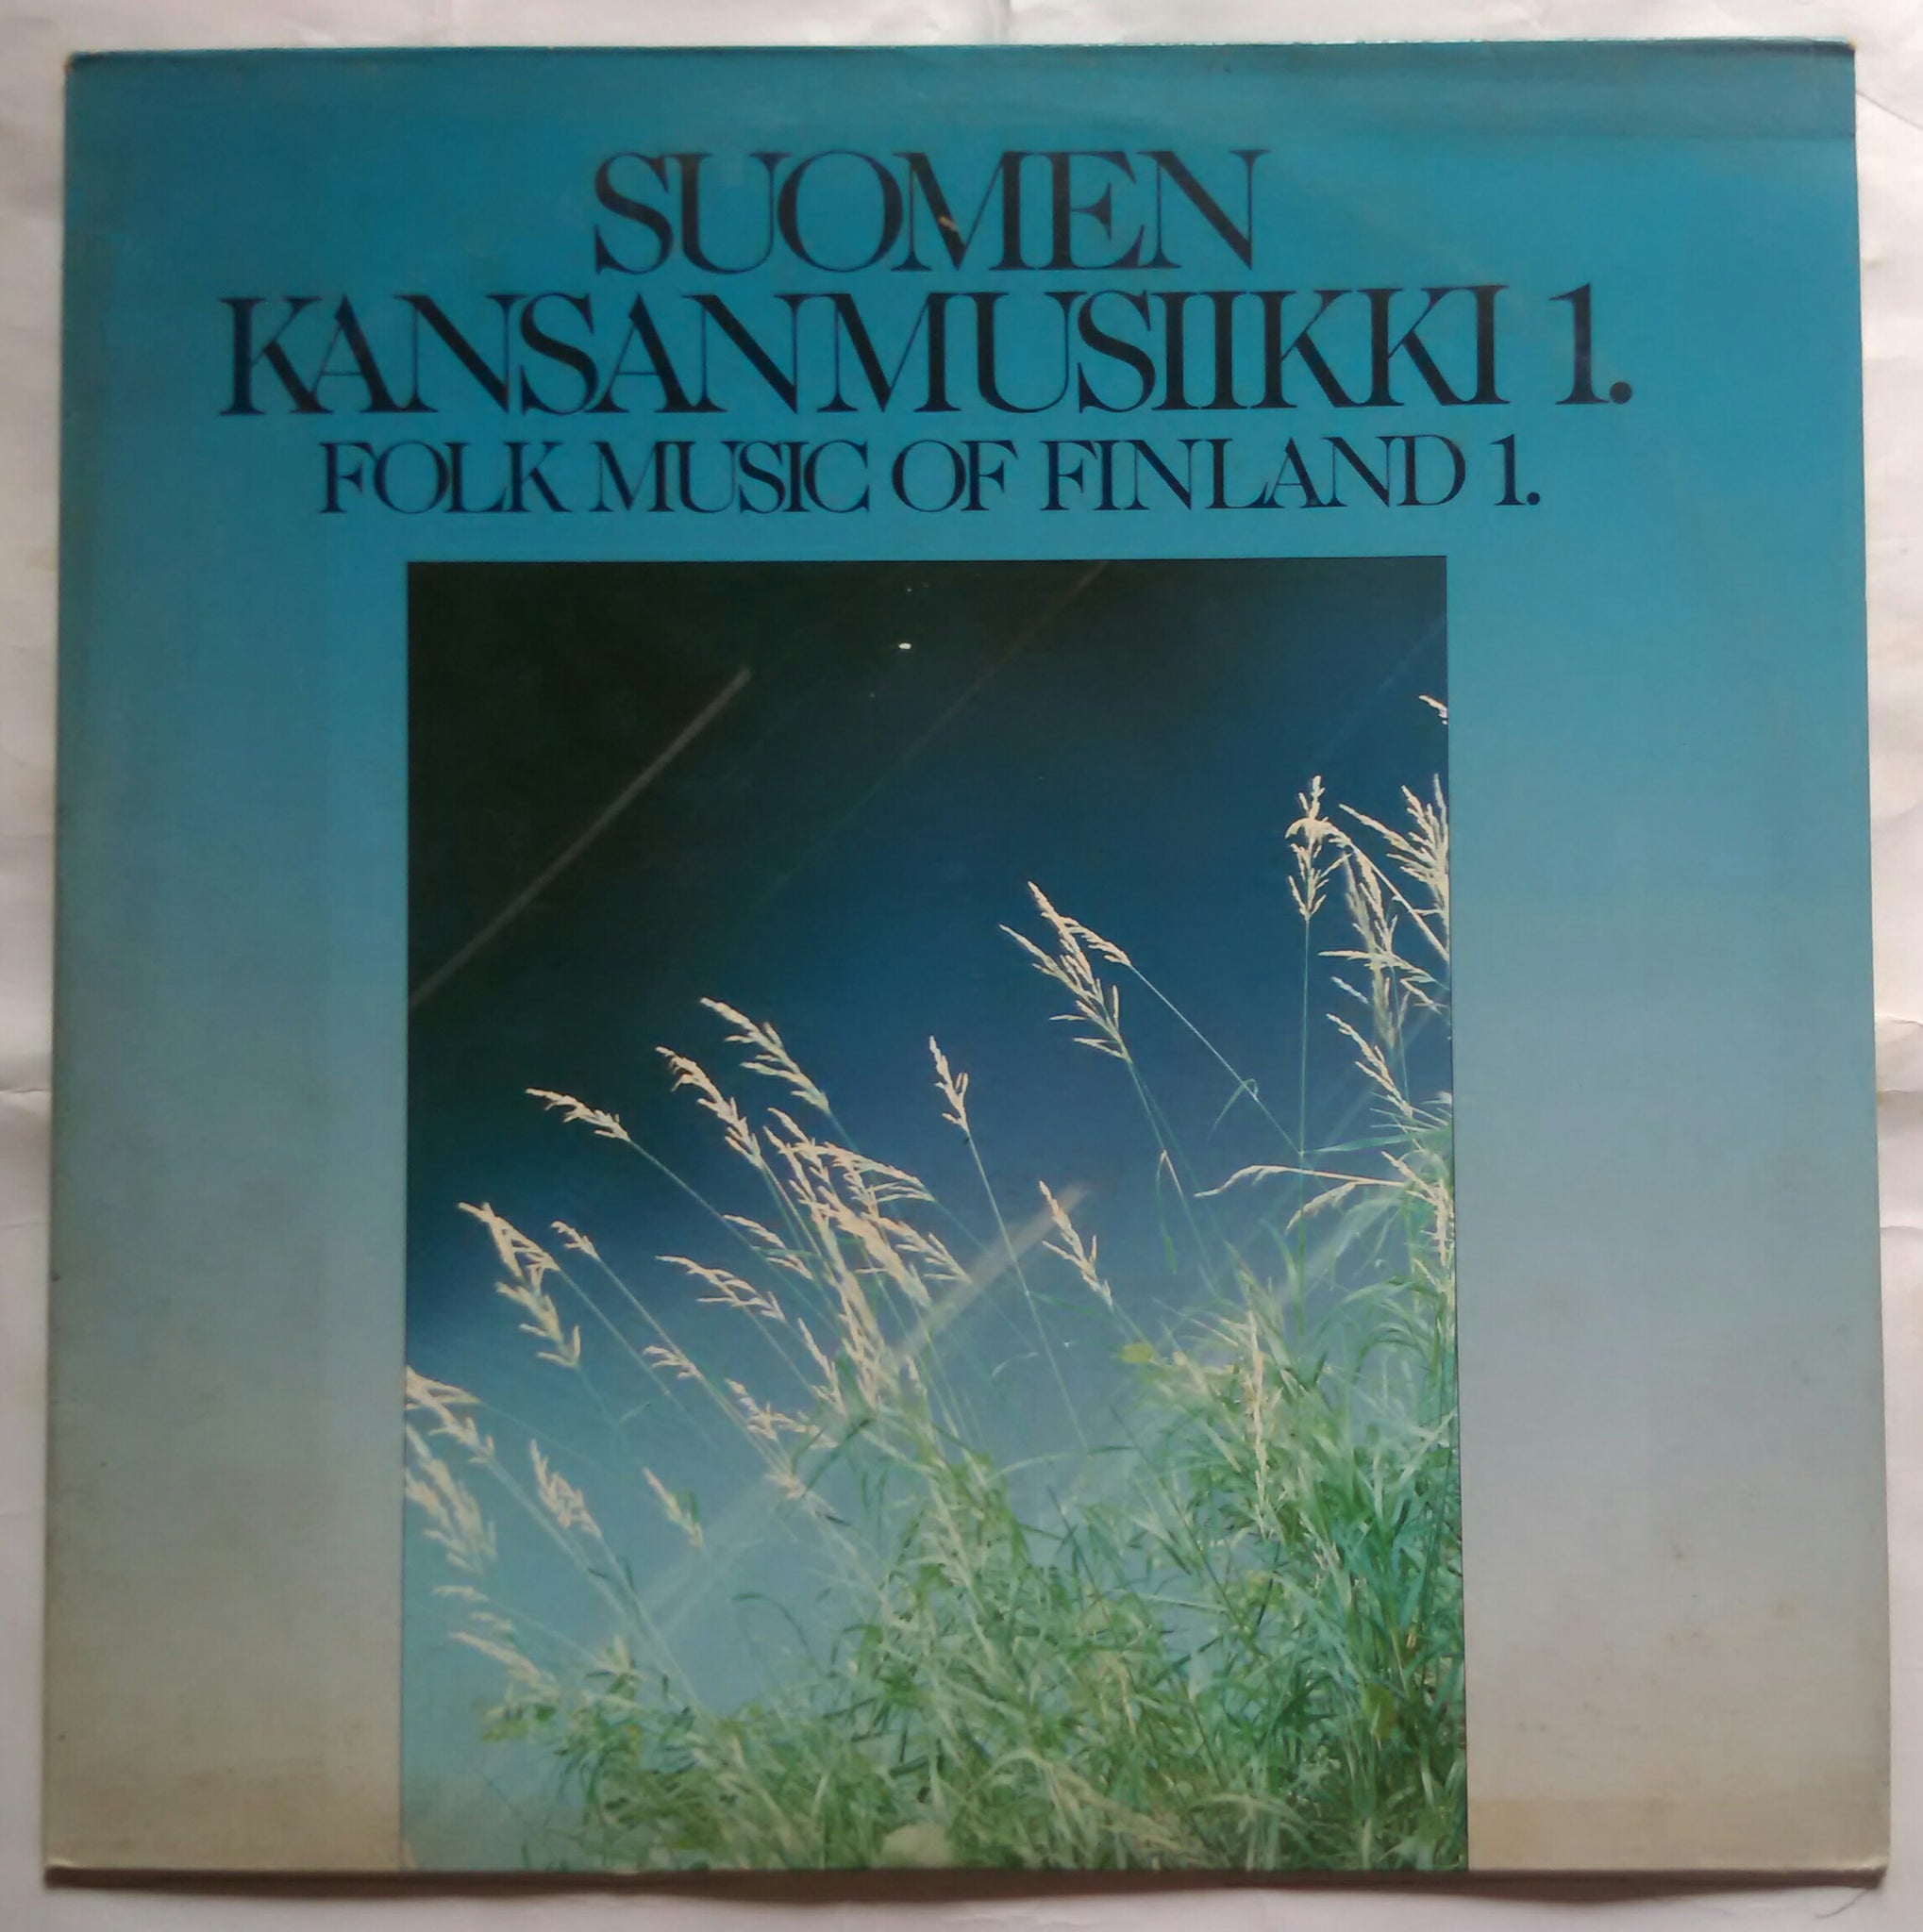 SUOMEN
KANSANMUSIIKKI 1.
FOLK MUSIC OF FINLAND 1.